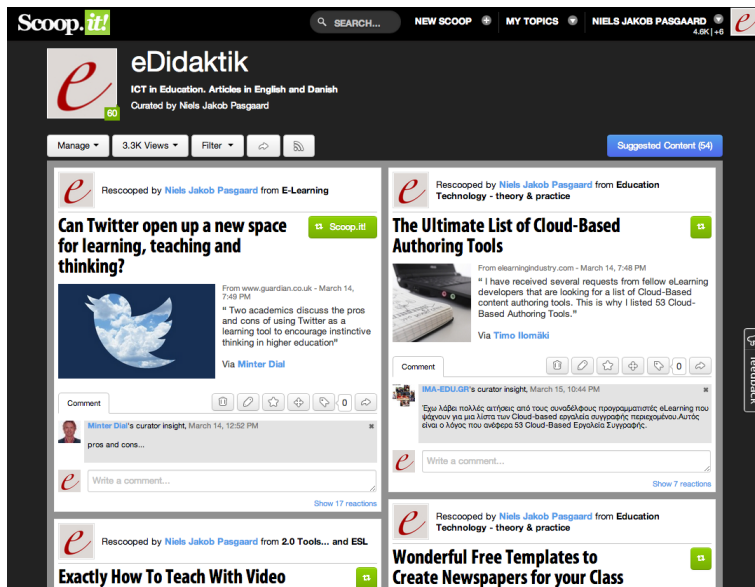 Scoop.it!
SEARCH...
NEW SCOOP
MY TOPICS
NIELS JAKOB PASGAARD
4.6K | +6
e
e
60
eDidaktik
ICT in Education. Articles in English and Danish
Curated by Niels Jakob Pasgaard
Manage
3.3K Views
Filter
Suggested Content (54)
e
Rescooped by Niels Jakob Pasgaard from E-Learning
Can Twitter open up a new space
for learning, teaching and
thinking?
Scoop.it!
From www.guardian.co.uk - March 14,
7:49 PM
" Two academics discuss the pros
and cons of using Twitter as a
learning tool to encourage instinctive
thinking in higher education"
Via Minter Dial
Comment
0
Minter Dial's curator insight, March 14, 12:52 PM
pros and cons...
e
Write a comment...
Show 17 reactions
e
Rescooped by Niels Jakob Pasgaard from 2.0 Tools... and ESL
Exactly How To Teach With Video
e
Rescooped by Niels Jakob Pasgaard from Education
Technology - theory & practice
The Ultimate List of Cloud-Based
Authoring Tools
From elearningindustry.com - March 14, 7:48 PM
" I have received several requests from fellow eLearning
developers that are looking for a list of Cloud-Based
content authoring tools. This is why I listed 53 Cloud-
Based Authoring Tools."
Via Timo Ilomäki
Comment
0
IMA-EDU.GR's curator insight, March 15, 10:44 PM
Έχω λάβει πολλές αιτήσεις από τους συναδέλφους προγραμματιστές eLearning που
ψάχνουν για μια λίστα των Cloud-based εργαλεία συγγραφής περιεχομένου.Αυτός
είναι ο λόγος που ανέφερα 53 Cloud-Based Εργαλεία Συγγραφής.
e
Write a comment...
Show 7 reactions
e
Rescooped by Niels Jakob Pasgaard from Education
Technology - theory & practice
Wonderful Free Templates to
Create Newspapers for your Class
feedback